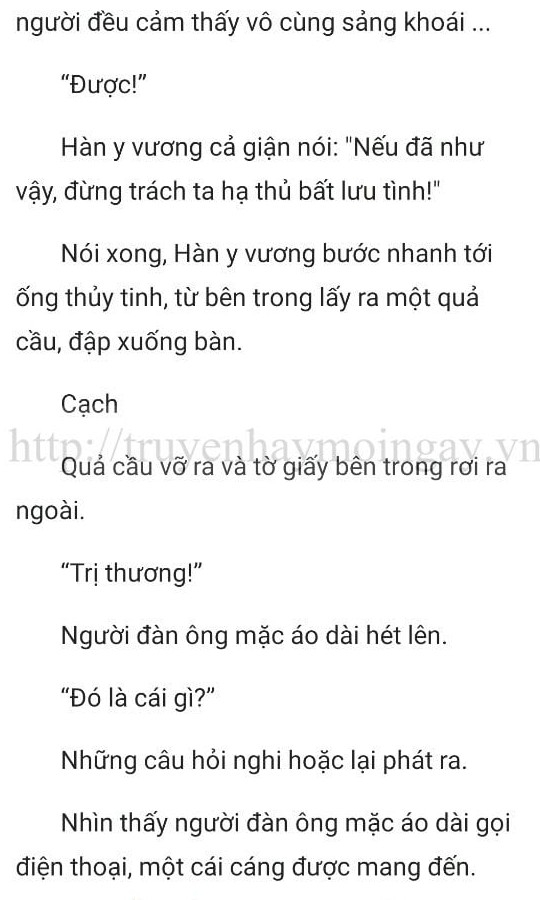 người đều cảm thấy vô cùng sảng khoái ...
“Được!”
Hàn y vương cả giận nói: "Nếu đã như
vậy, đừng trách ta hạ thủ bất lưu tình!"
Nói xong, Hàn y vương bước nhanh tới
ống thủy tinh, từ bên trong lấy ra một quả
cầu, đập xuống bàn.
Cạch
http://truyenhaymoingay.vn
Quả cầu vỡ ra và tờ giấy bên trong rơi ra
ngoài.
“Trị thương!”
Người đàn ông mặc áo dài hét lên.
“Đó là cái gì?”
Những câu hỏi nghi hoặc lại phát ra.
Nhìn thấy người đàn ông mặc áo dài gọi
điện thoại, một cái cáng được mang đến.